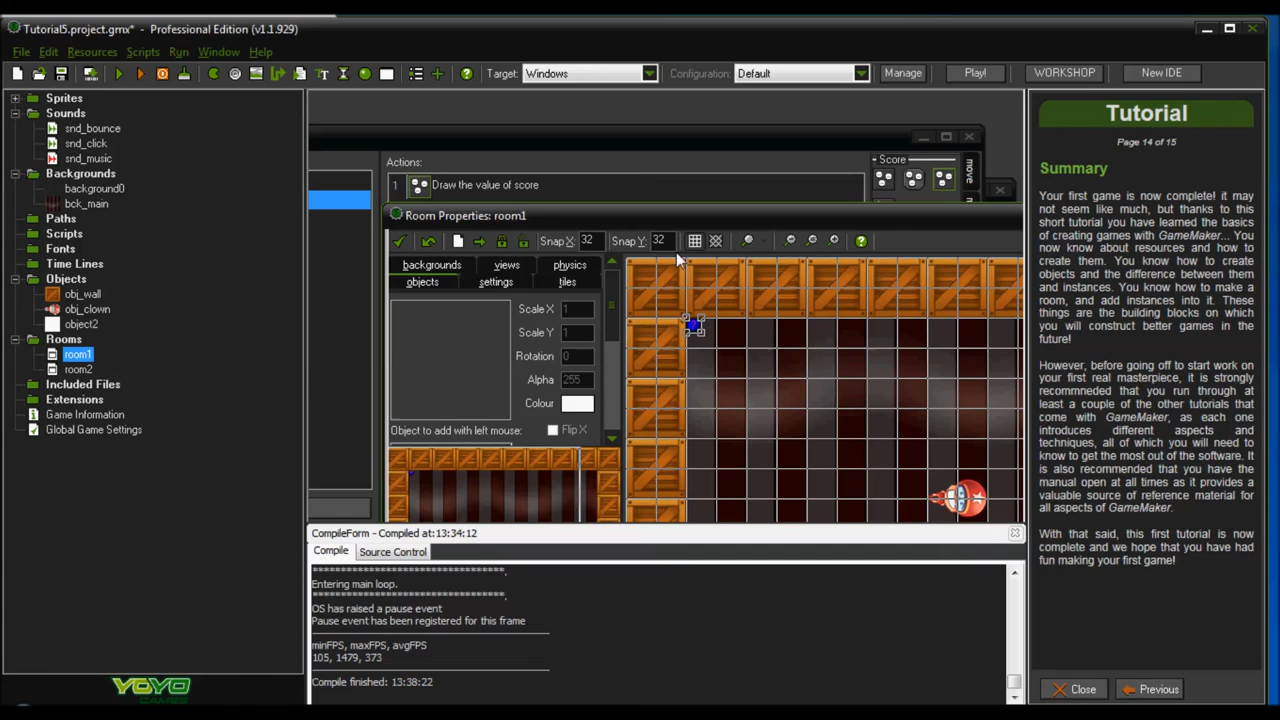 Tutorial5.project.gmx* - Professional Edition (v1.1.929)
File Edit Resources Scripts Run Window Help
Target: Windows Configuration: Default Manage Play! WORKSHOP New IDE
Sprites
Sounds
snd_bounce
snd_click
snd_music
Backgrounds
background0
bck_main
Paths
Scripts
Fonts
Time Lines
Objects
obj_wall
obj_clown
object2
Rooms
room1
room2
Included Files
Extensions
Game Information
Global Game Settings
YOYO
GAMES
Actions:
1 Draw the value of score
Score
move
Room Properties: room1
Snap X: 32 Snap Y: 32
backgrounds views physics
objects settings tiles
Scale X 1
Scale Y 1
Rotation 0
Alpha 255
Colour
Object to add with left mouse: Flip X
CompileForm - Compiled at:13:34:12
Compile Source Control
***********************************.
Entering main loop.
***********************************.
OS has raised a pause event
Pause event has been registered for this frame
minFPS, maxFPS, avgFPS
105, 1479, 373
Compile finished: 13:38:22
Tutorial
Page 14 of 15
Summary
Your first game is now complete! it may
not seem like much, but thanks to this
short tutorial you have learned the basics
of creating games with GameMaker... You
now know about resources and how to
create them. You know how to make
objects and the difference between them
and instances. You know how to make a
room, and add instances into it. These
things are the building blocks on which
you will construct better games in the
future!
However, before going off to start work on
your first real masterpiece, it is strongly
recommneded that you run through at
least a couple of the other tutorials that
come with GameMaker, as each one
introduces different aspects and
techniques, all of which you will need to
know to get the most out of the software. It
is also recommended that you have the
manual open at all times as it provides a
valuable source of reference material for
all aspects of GameMaker.
With that said, this first tutorial is now
complete and we hope that you have had
fun making your first game!
Close Previous